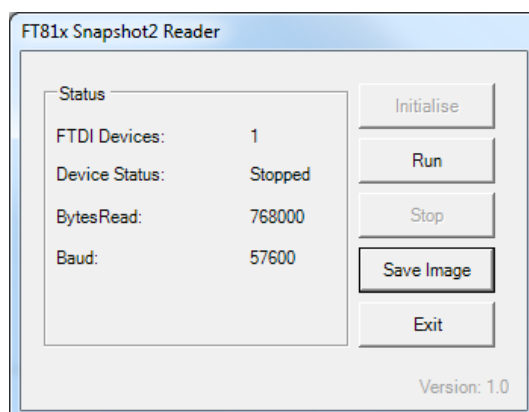 FT81x Snapshot2 Reader
Status
FTDI Devices: 1
Device Status: Stopped
BytesRead: 768000
Baud: 57600
Initialise
Run
Stop
Save Image
Exit
Version: 1.0